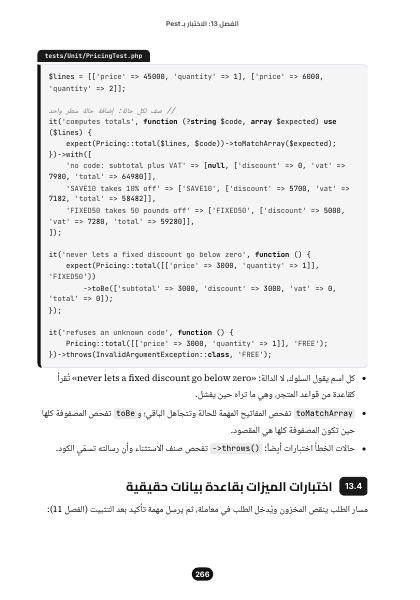 الفصل 13: الاختبار بـ Pest
tests/Unit/PricingTest.php
$lines = [['price' => 45000, 'quantity' => 1], ['price' => 6000,
'quantity' => 2]];
// صف لكل حالة: إضافة حالة سطر واحد
it('computes totals', function (?string $code, array $expected) use
($lines) {
expect(Pricing::total($lines, $code))->toMatchArray($expected);
})->with([
'no code: subtotal plus VAT' => [null, ['discount' => 0, 'vat' =>
7980, 'total' => 64980]],
'SAVE10 takes 10% off' => ['SAVE10', ['discount' => 5700, 'vat' =>
7182, 'total' => 58482]],
'FIXED50 takes 50 pounds off' => ['FIXED50', ['discount' => 5000,
'vat' => 7280, 'total' => 59280]],
]);
it('never lets a fixed discount go below zero', function () {
expect(Pricing::total([['price' => 3000, 'quantity' => 1]],
'FIXED50'))
->toBe(['subtotal' => 3000, 'discount' => 3000, 'vat' => 0,
'total' => 0]);
});
it('refuses an unknown code', function () {
Pricing::total([['price' => 3000, 'quantity' => 1]], 'FREE');
})->throws(InvalidArgumentException::class, 'FREE');
• كل اسم يقول السلوك، لا الدالة: «never lets a fixed discount go below zero» تُقرأ
كقاعدة من قواعد المتجر، وهي ما تراه حين يفشل.
• toMatchArray تفحص المفاتيح المهمة للحالة وتتجاهل الباقي؛ و toBe تفحص المصفوفة كلها
حين تكون المصفوفة كلها هي المقصود.
• حالات الخطأ اختبارات أيضاً: ->throws() تفحص صنف الاستثناء وأن رسالته تسمّي الكود.
13.4 اختبارات الميزات بقاعدة بيانات حقيقية
مسار الطلب ينقص المخزون ويُدخل الطلب في معاملة، ثم يرسل مهمة تأكيد بعد التثبيت (الفصل 11):
266